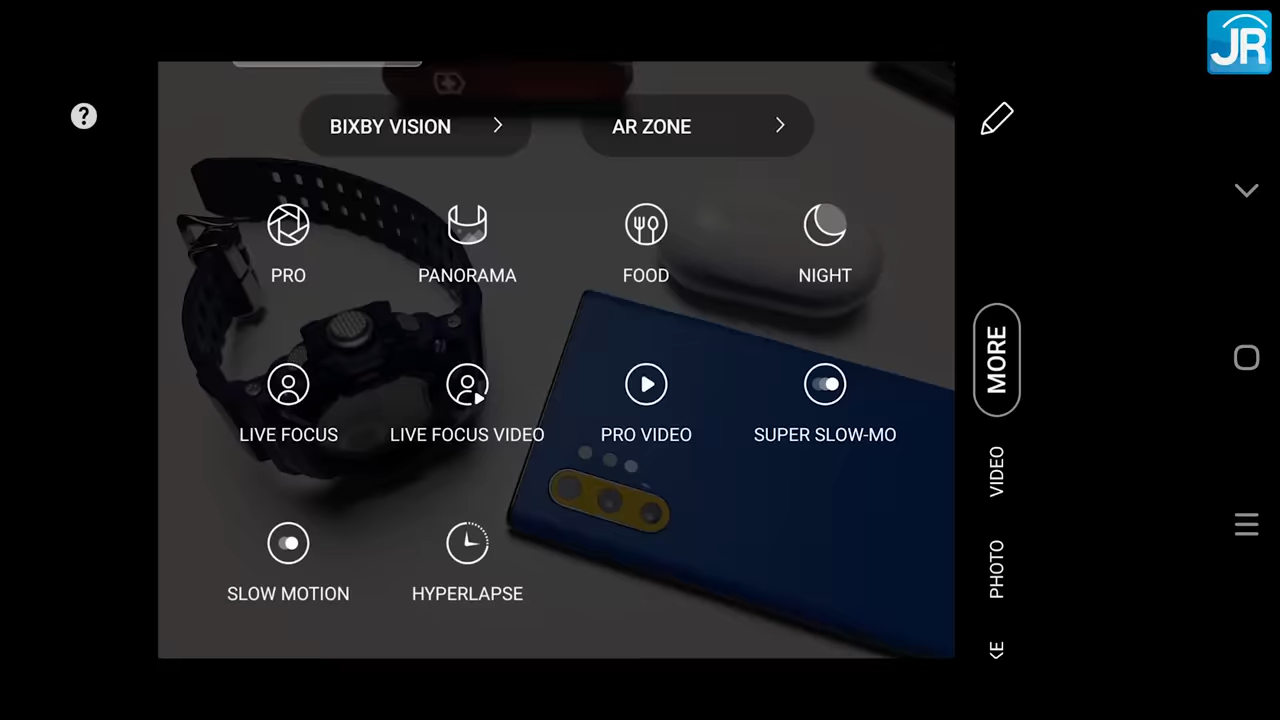 JR
?
BIXBY VISION
AR ZONE
PRO
PANORAMA
FOOD
NIGHT
LIVE FOCUS
LIVE FOCUS VIDEO
PRO VIDEO
SUPER SLOW-MO
SLOW MOTION
HYPERLAPSE
MORE
VIDEO
PHOTO